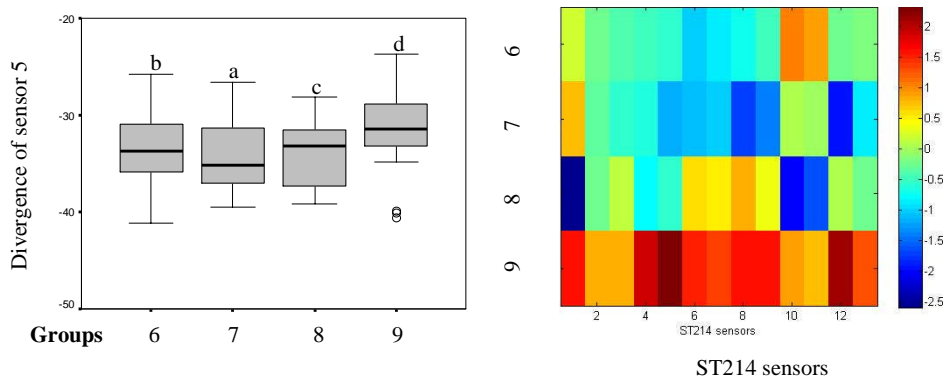 Divergence of sensor 5
-20
-30
-40
-50
b
a
c
d
Groups 6 7 8 9
6
7
8
9
2 4 6 8 10 12
ST214 sensors
2
1.5
1
0.5
0
-0.5
-1
-1.5
-2
-2.5
ST214 sensors